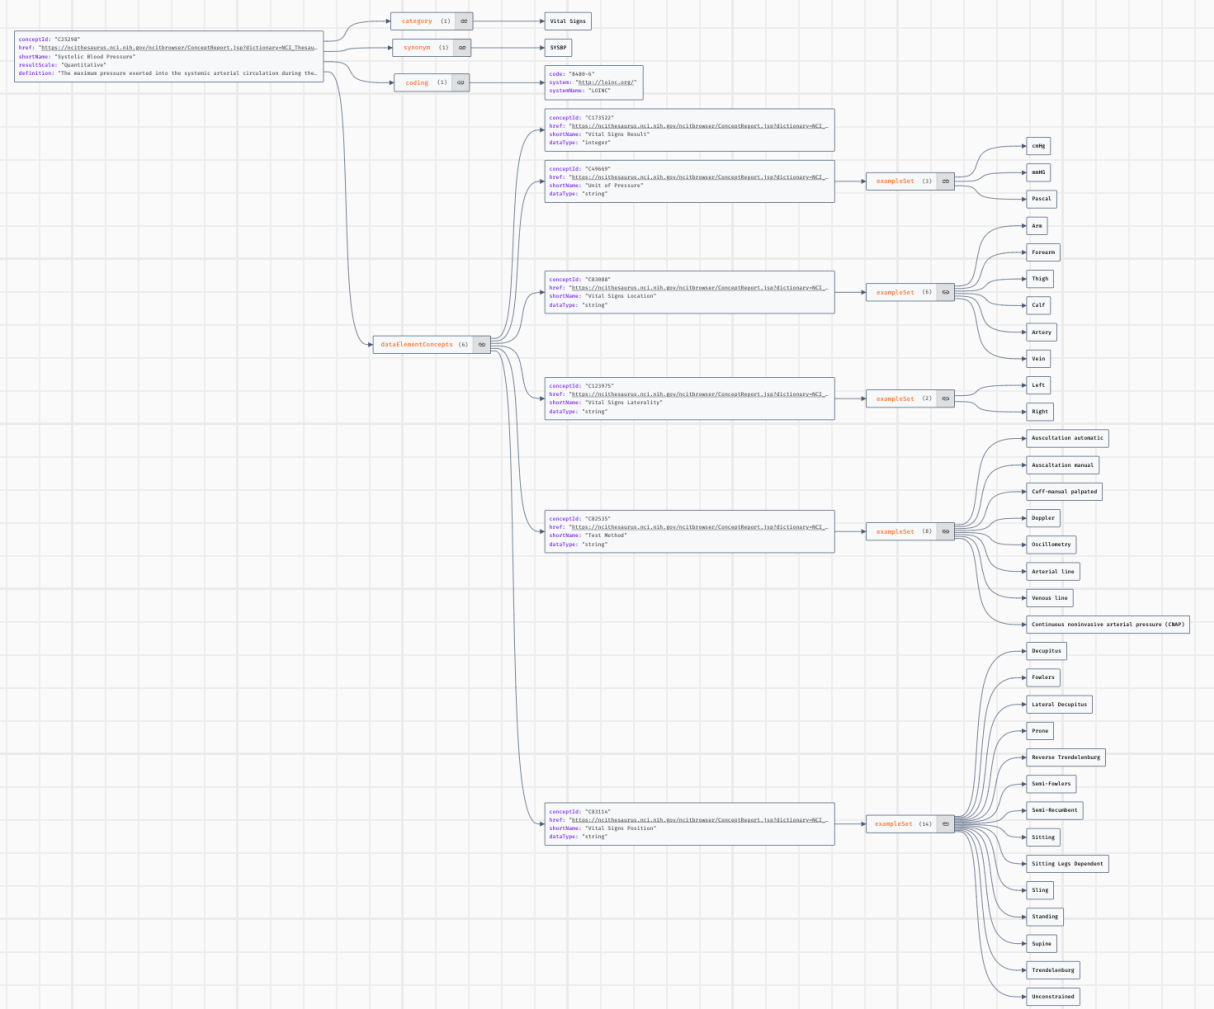 conceptId: "C25298"
href: "https://ncithesaurus.nci.nih.gov/ncitbrowser/ConceptReport.jsp?dictionary=NCI_Thesau…
shortName: "Systolic Blood Pressure"
resultScale: "Quantitative"
definition: "The maximum pressure exerted into the systemic arterial circulation during the…
category (1)
Vital Signs
synonym (1)
SYSBP
coding (1)
code: "8480-6"
system: "http://loinc.org/"
systemName: "LOINC"
dataElementConcepts (6)
conceptId: "C173522"
href: "https://ncithesaurus.nci.nih.gov/ncitbrowser/ConceptReport.jsp?dictionary=NCI_…
shortName: "Vital Signs Result"
dataType: "integer"
conceptId: "C49669"
href: "https://ncithesaurus.nci.nih.gov/ncitbrowser/ConceptReport.jsp?dictionary=NCI_…
shortName: "Unit of Pressure"
dataType: "string"
exampleSet (3)
cmHg
mmHG
Pascal
conceptId: "C83088"
href: "https://ncithesaurus.nci.nih.gov/ncitbrowser/ConceptReport.jsp?dictionary=NCI_…
shortName: "Vital Signs Location"
dataType: "string"
exampleSet (6)
Arm
Forearm
Thigh
Calf
Artery
Vein
conceptId: "C123975"
href: "https://ncithesaurus.nci.nih.gov/ncitbrowser/ConceptReport.jsp?dictionary=NCI_…
shortName: "Vital Signs Laterality"
dataType: "string"
exampleSet (2)
Left
Right
conceptId: "C82535"
href: "https://ncithesaurus.nci.nih.gov/ncitbrowser/ConceptReport.jsp?dictionary=NCI_…
shortName: "Test Method"
dataType: "string"
exampleSet (8)
Auscultation automatic
Auscaltation manual
Cuff-manual palpated
Doppler
Oscillometry
Arterial line
Venous line
Continuous noninvasive arterial pressure (CNAP)
conceptId: "C83114"
href: "https://ncithesaurus.nci.nih.gov/ncitbrowser/ConceptReport.jsp?dictionary=NCI_…
shortName: "Vital Signs Position"
dataType: "string"
exampleSet (14)
Decupitus
Fowlers
Lateral Decupitus
Prone
Reverse Trendelenburg
Semi-Fowlers
Semi-Recumbent
Sitting
Sitting Legs Dependent
Sling
Standing
Supine
Trendelenburg
Unconstrained